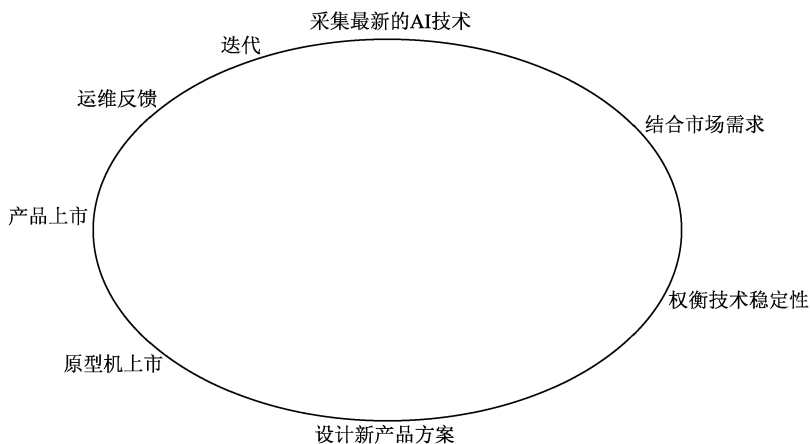 采集最新的AI技术
迭代
运维反馈
结合市场需求
产品上市
权衡技术稳定性
原型机上市
设计新产品方案